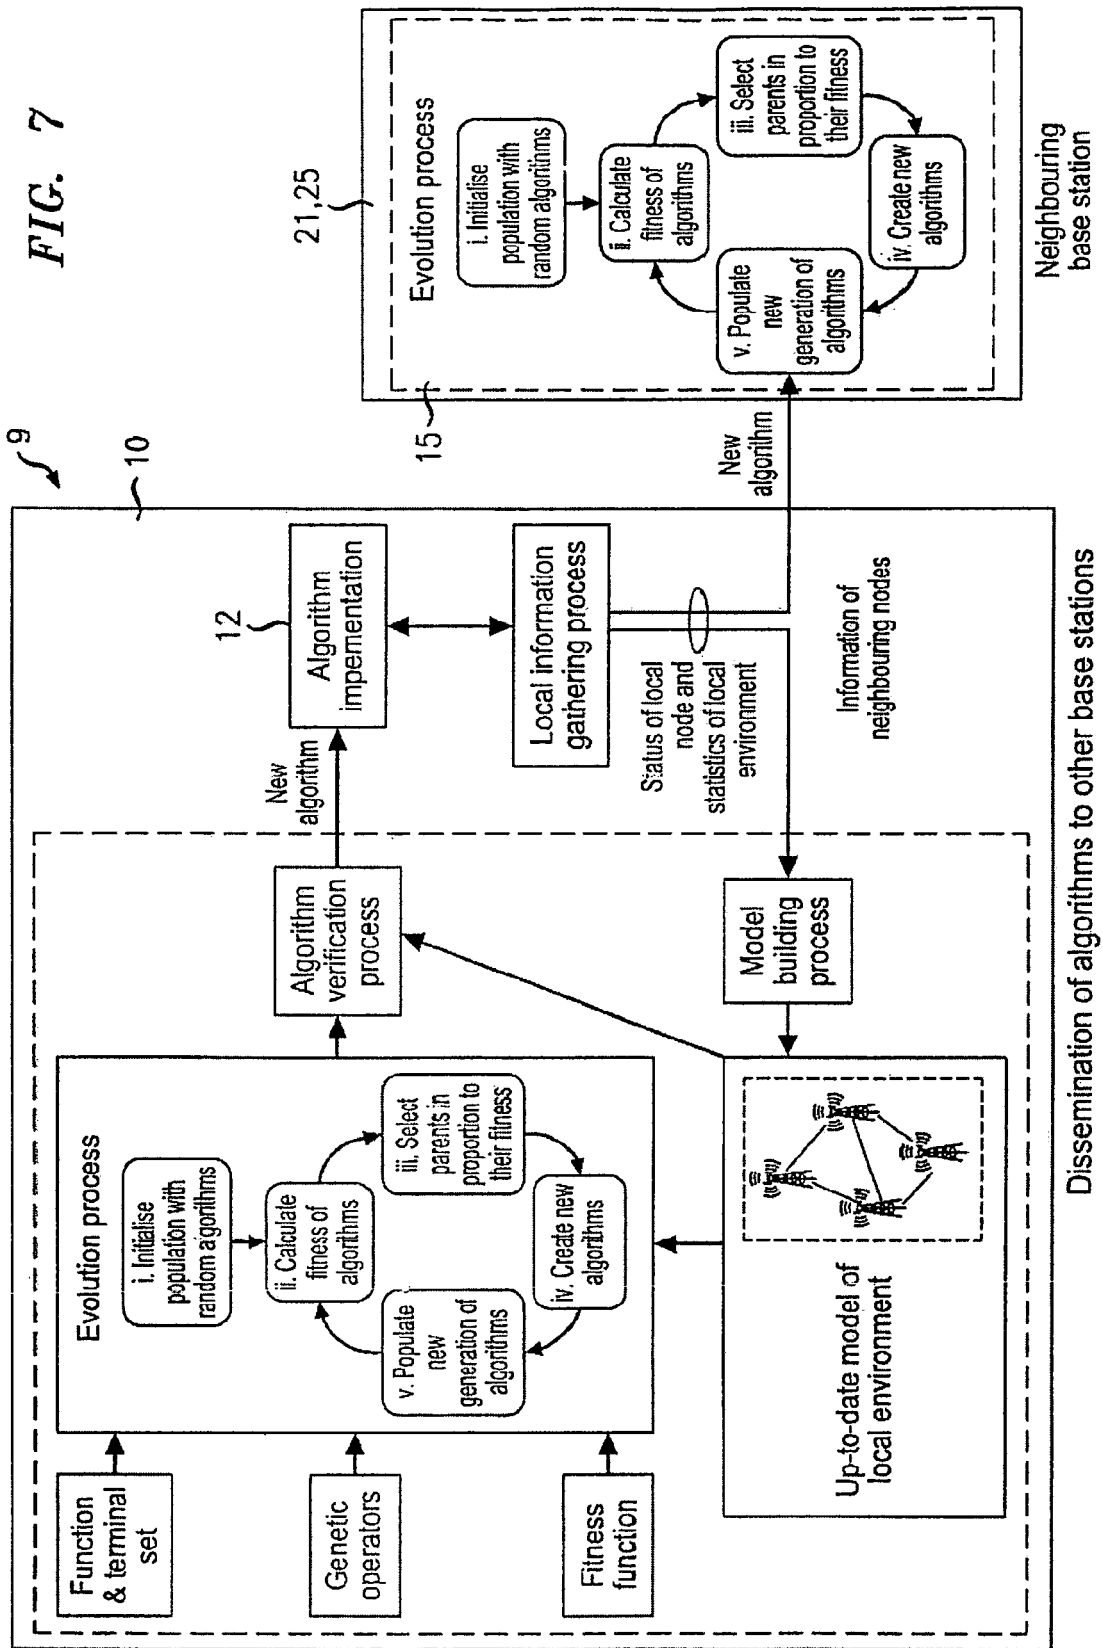 FIG. 7
9
10
Function
& terminal
set
Genetic
operators
Fitness
function
Evolution process
i. Initialise
population with
random algorithms
ii. Calculate
fitness of
algorithms
iii. Select
parents in
proportion to
their fitness
iv. Create new
algorithms
v. Populate
new
generation of
algorithms
Algorithm
verification
process
New
algorithm
12
Algorithm
impementation
Local information
gathering process
Status of local
node and
statistics of local
environment
Information of
neighbouring nodes
Model
building
process
Up-to-date model of
local environment
New
algorithm
15
21,25
Evolution process
i. Initialise
population with
random algorithms
ii. Calculate
fitness of
algorithms
iii. Select
parents in
proportion to
their fitness
iv. Create new
algorithms
v. Populate
new
generation of
algorithms
Neighbouring
base station
Dissemination of algorithms to other base stations